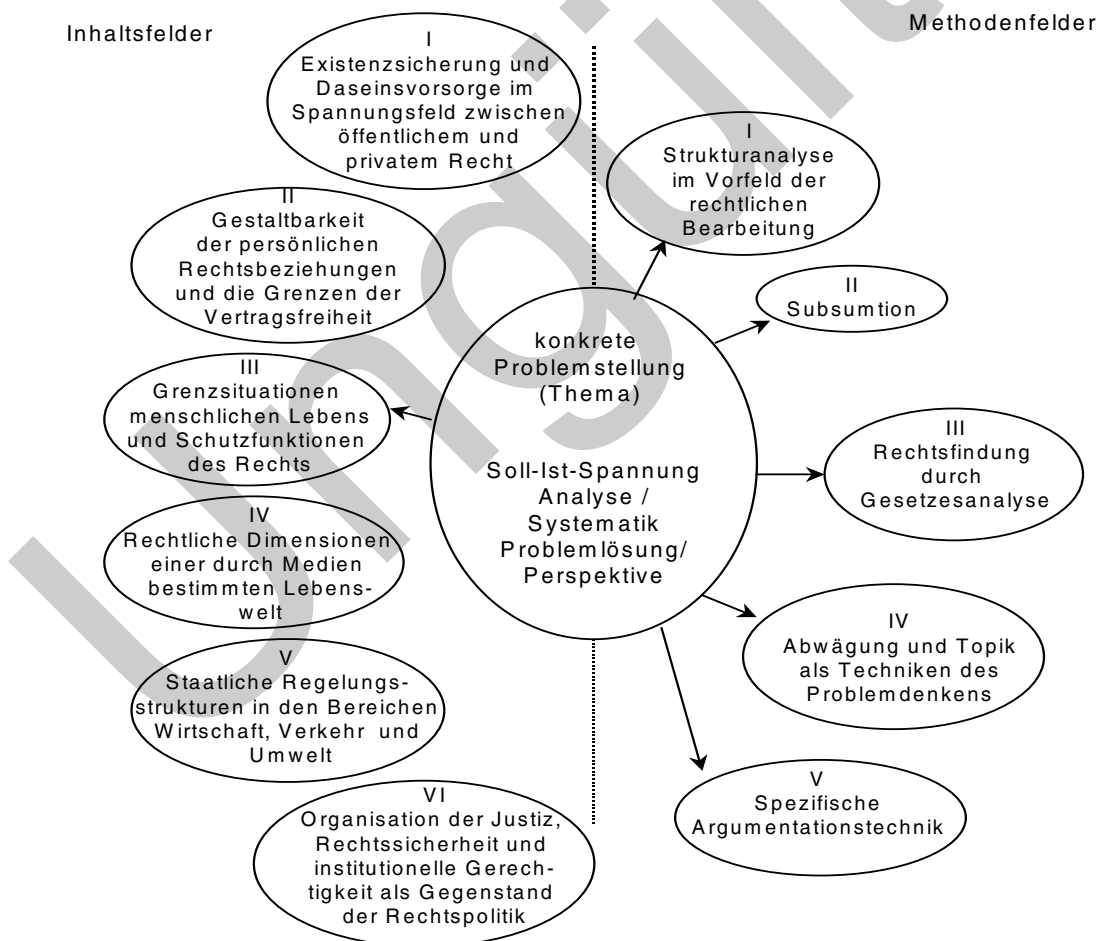 Inhaltsfelder
Methodenfelder
I
Existenzsicherung und
Daseinsvorsorge im
Spannungsfeld zwischen
öffentlichem und
privatem Recht
II
Gestaltbarkeit
der persönlichen
Rechtsbeziehungen
und die Grenzen der
Vertragsfreiheit
III
Grenzsituationen
menschlichen Lebens
und Schutzfunktionen
des Rechts
IV
Rechtliche Dimensionen
einer durch Medien
bestimmten Lebens-
welt
V
Staatliche Regelungs-
strukturen in den Bereichen
Wirtschaft, Verkehr und
Umwelt
VI
Organisation der Justiz,
Rechtssicherheit und
institutionelle Gerech-
tigkeit als Gegenstand
der Rechtspolitik
konkrete
Problemstellung
(Thema)
Soll-Ist-Spannung
Analyse /
Systematik
Problemlösung/
Perspektive
I
Strukturanalyse
im Vorfeld der
rechtlichen
Bearbeitung
II
Subsumtion
III
Rechtsfindung
durch
Gesetzesanalyse
IV
Abwägung und Topik
als Techniken des
Problemdenkens
V
Spezifische
Argumentationstechnik